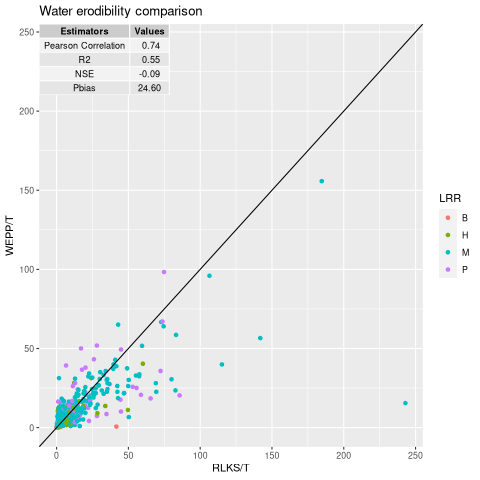 Water erodibility comparison
Estimators Values
Pearson Correlation 0.74
R2 0.55
NSE -0.09
Pbias 24.60
250
200
150
100
50
0
WEPP/T
0 50 100 150 200 250
RLKS/T
LRR
B
H
M
P